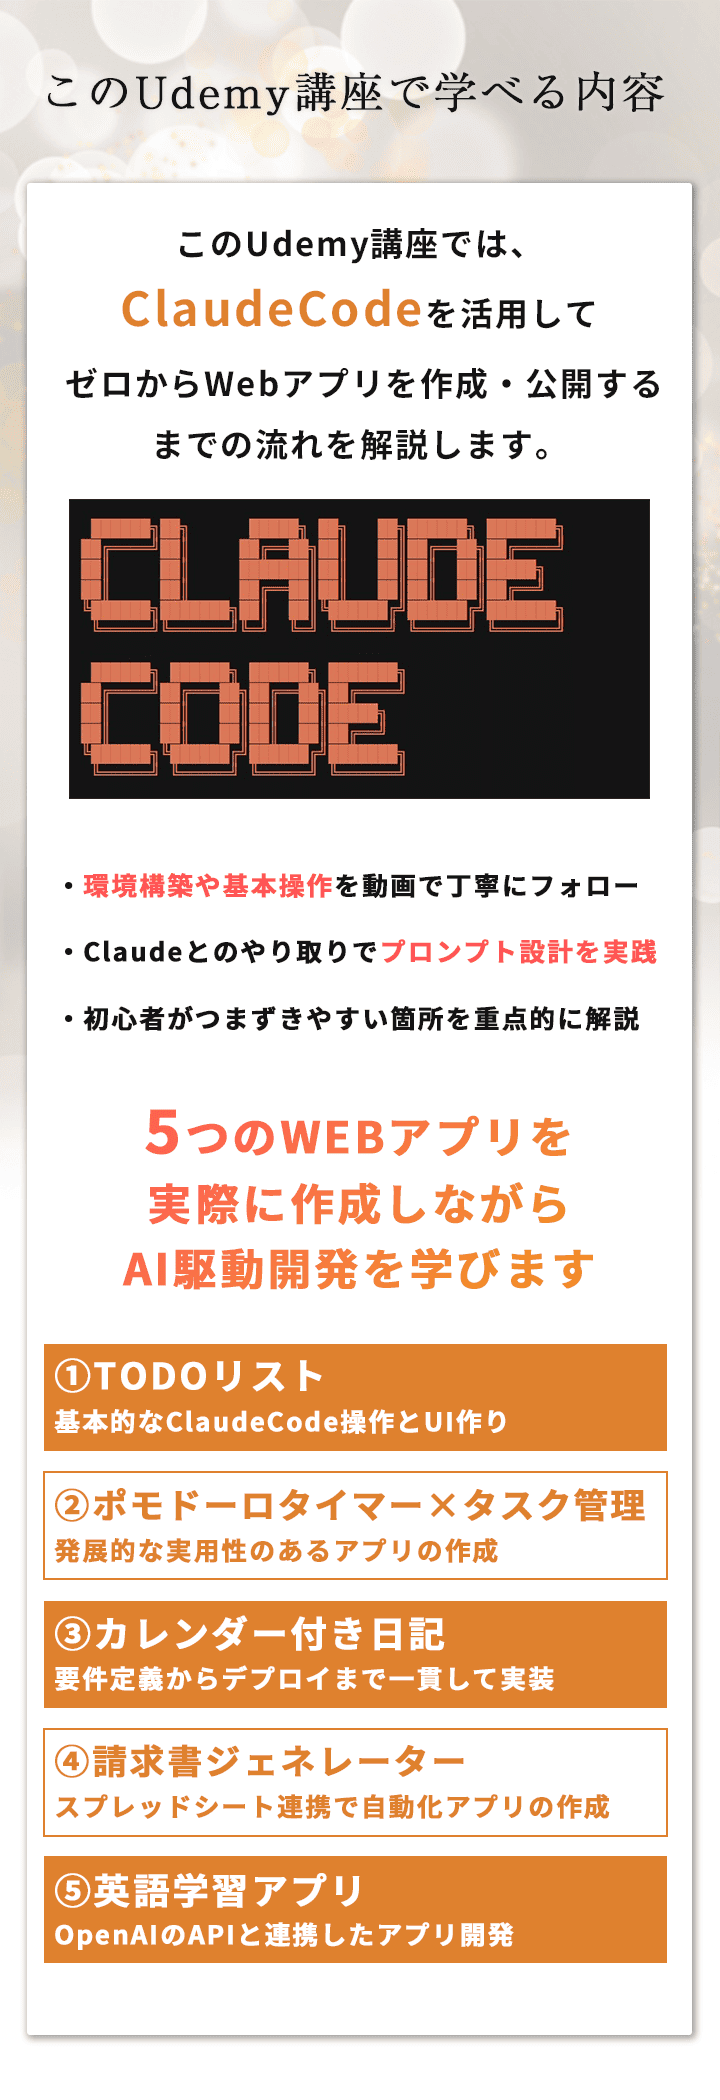 このUdemy講座で学べる内容
このUdemy講座では、
ClaudeCodeを活用して
ゼロからWebアプリを作成・公開する
までの流れを解説します。
CLAUDE
CODE
・環境構築や基本操作を動画で丁寧にフォロー
・Claudeとのやり取りでプロンプト設計を実践
・初心者がつまずきやすい箇所を重点的に解説
5つのWEBアプリを
実際に作成しながら
AI駆動開発を学びます
①TODOリスト
基本的なClaudeCode操作とUI作り
②ポモドーロタイマー×タスク管理
発展的な実用性のあるアプリの作成
③カレンダー付き日記
要件定義からデプロイまで一貫して実装
④請求書ジェネレーター
スプレッドシート連携で自動化アプリの作成
⑤英語学習アプリ
OpenAIのAPIと連携したアプリ開発